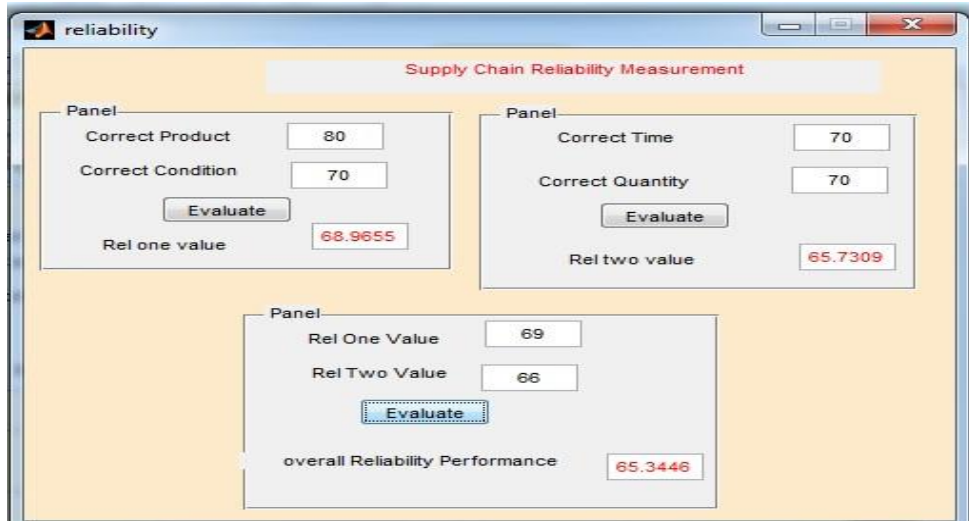 reliability
Supply Chain Reliability Measurement
Panel
Correct Product 80
Correct Condition 70
Evaluate
Rel one value 68.9655
Panel
Correct Time 70
Correct Quantity 70
Evaluate
Rel two value 65.7309
Panel
Rel One Value 69
Rel Two Value 66
Evaluate
overall Reliability Performance 65.3446